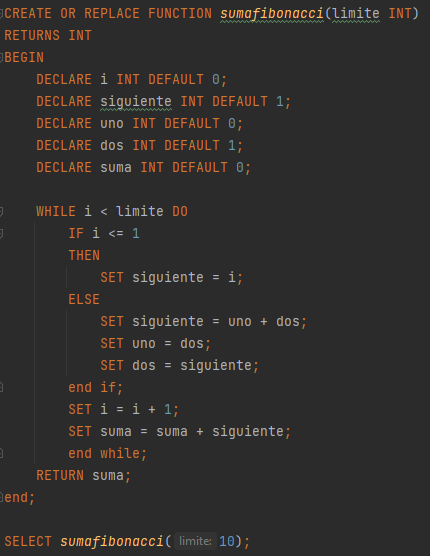 CREATE OR REPLACE FUNCTION sumafibonacci(limite INT)
RETURNS INT
BEGIN
    DECLARE i INT DEFAULT 0;
    DECLARE siguiente INT DEFAULT 1;
    DECLARE uno INT DEFAULT 0;
    DECLARE dos INT DEFAULT 1;
    DECLARE suma INT DEFAULT 0;

    WHILE i < limite DO
        IF i <= 1
        THEN
            SET siguiente = i;
        ELSE
            SET siguiente = uno + dos;
            SET uno = dos;
            SET dos = siguiente;
        end if;
        SET i = i + 1;
        SET suma = suma + siguiente;
        end while;
    RETURN suma;
end;

SELECT sumafibonacci( limite: 10);